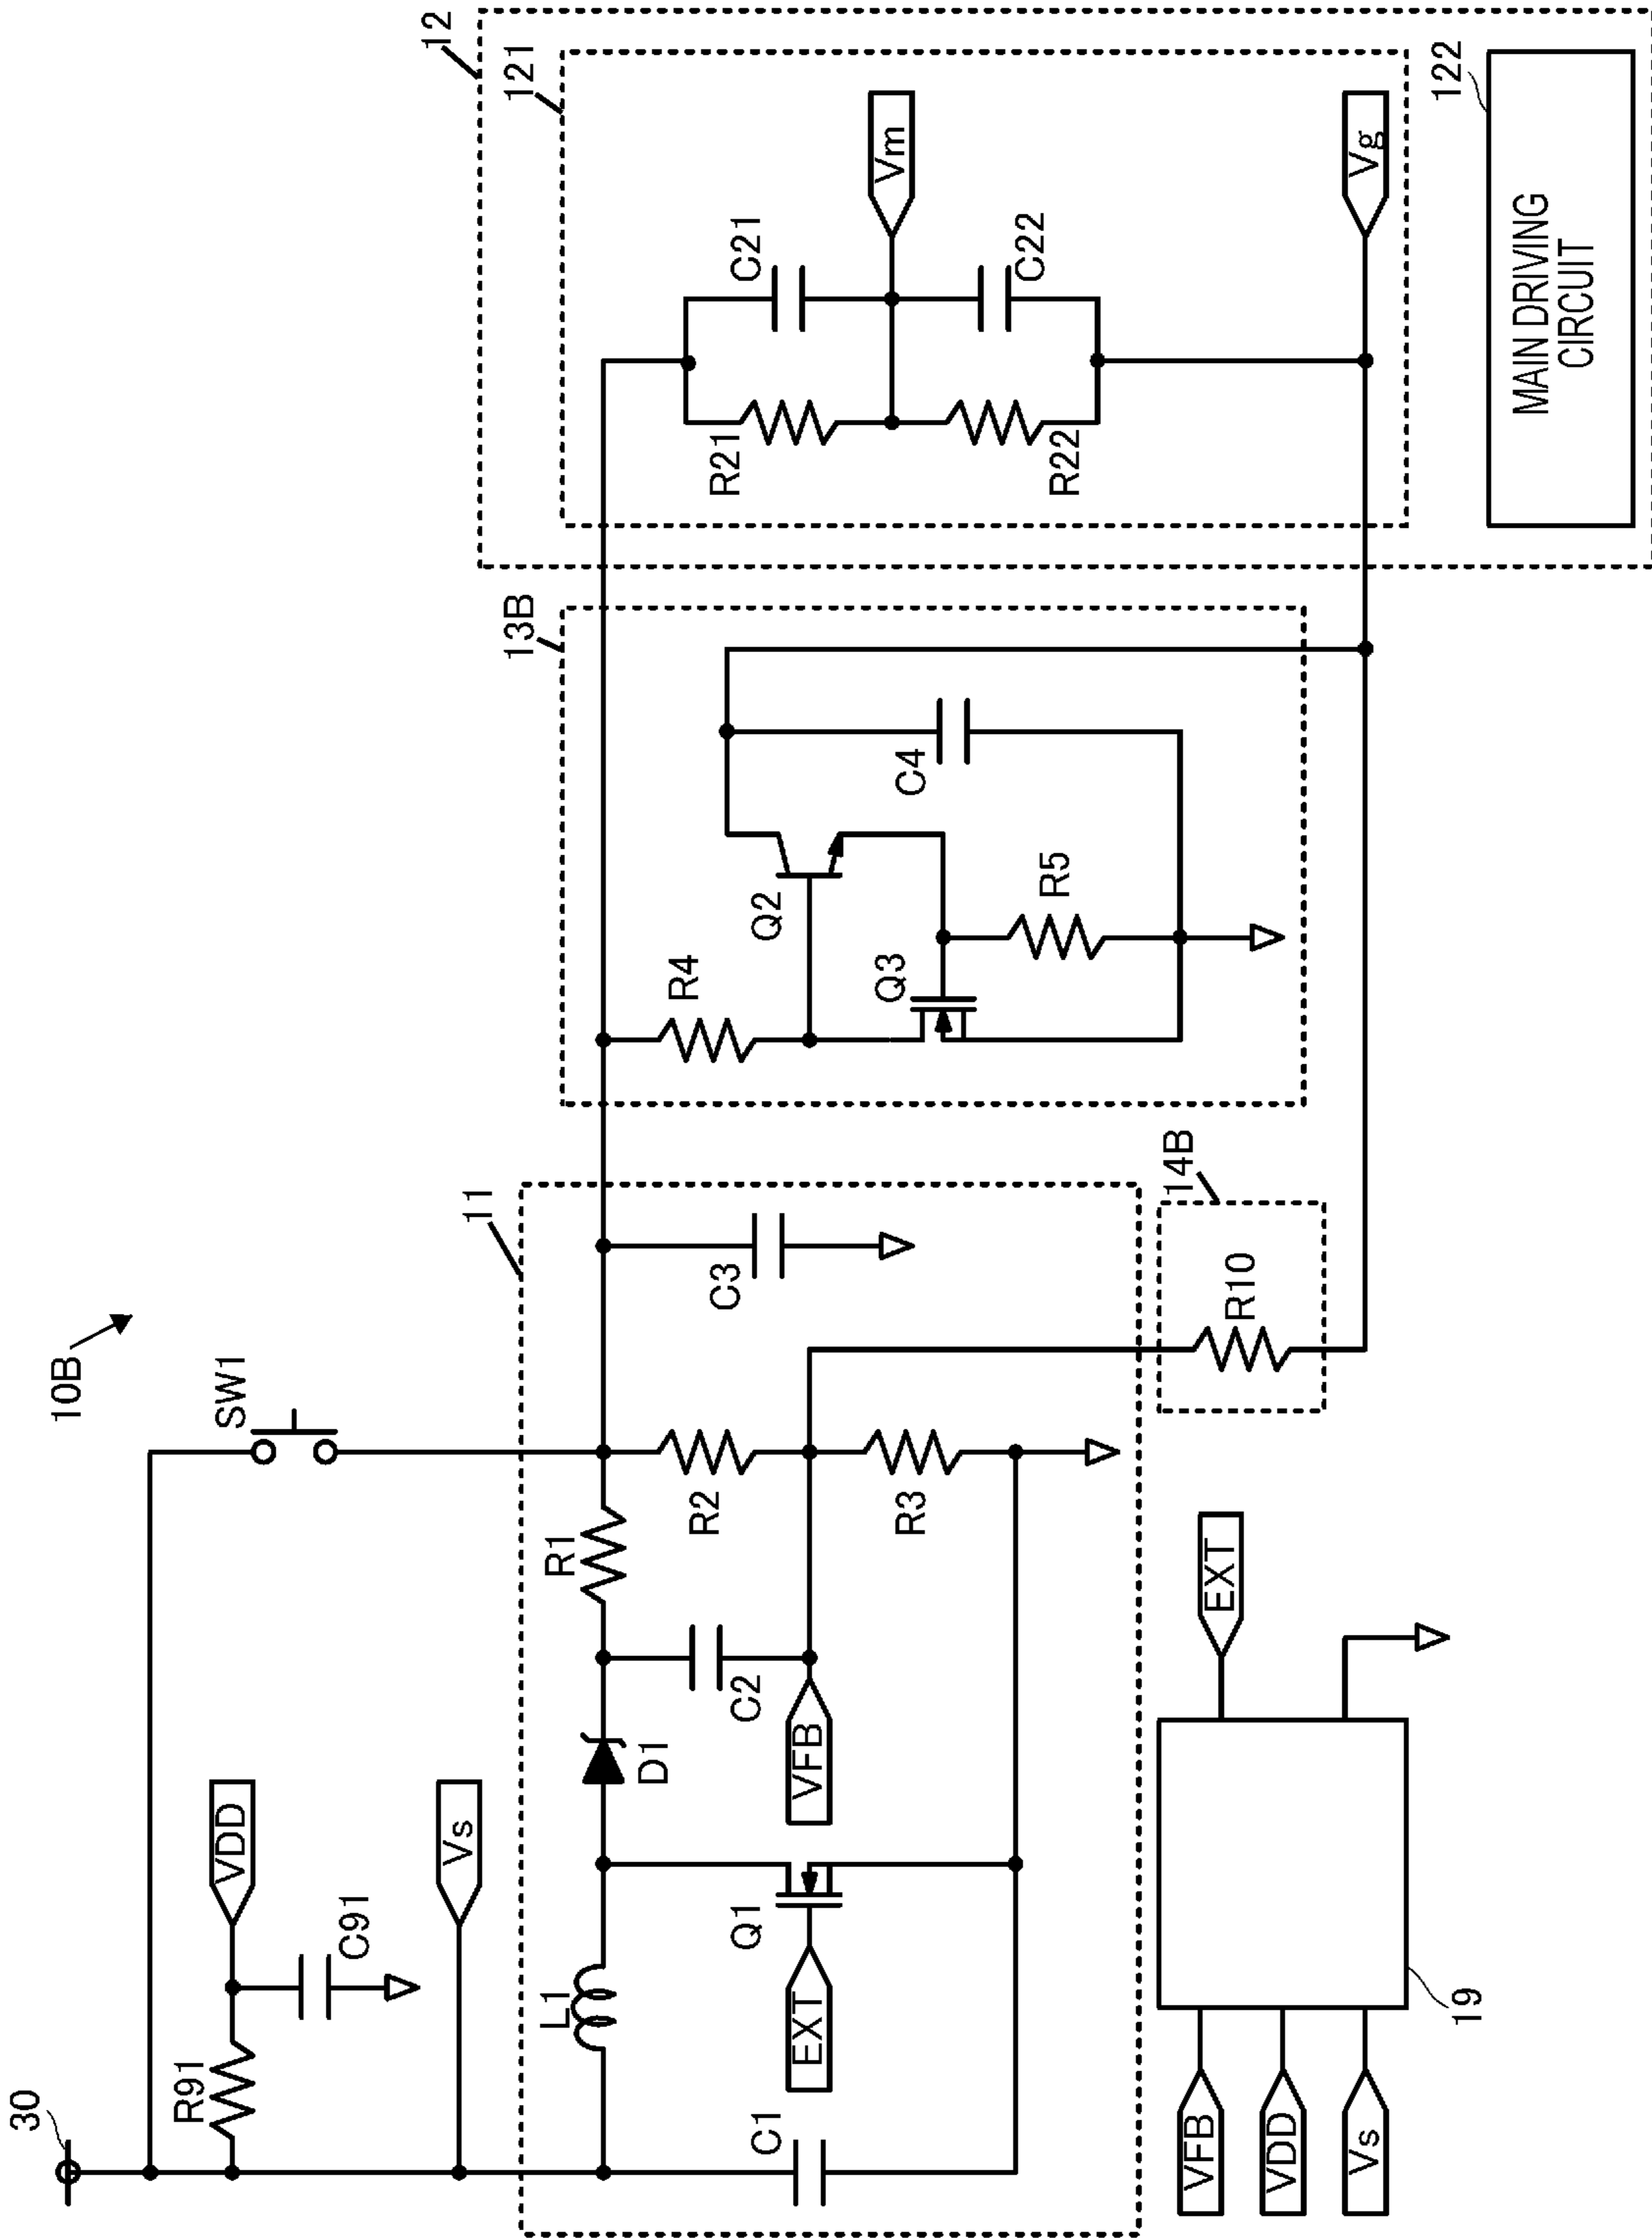 10B
30
SW1
R91
VDD
C91
Vs
11
L1
D1
R1
C2
R2
C3
C1
EXT
Q1
VFB
R3
13B
R4
Q2
Q3
R5
C4
12
121
R21
C21
Vm
R22
C22
Vg
122
MAIN DRIVING
CIRCUIT
14B
R10
VFB
VDD
Vs
EXT
19